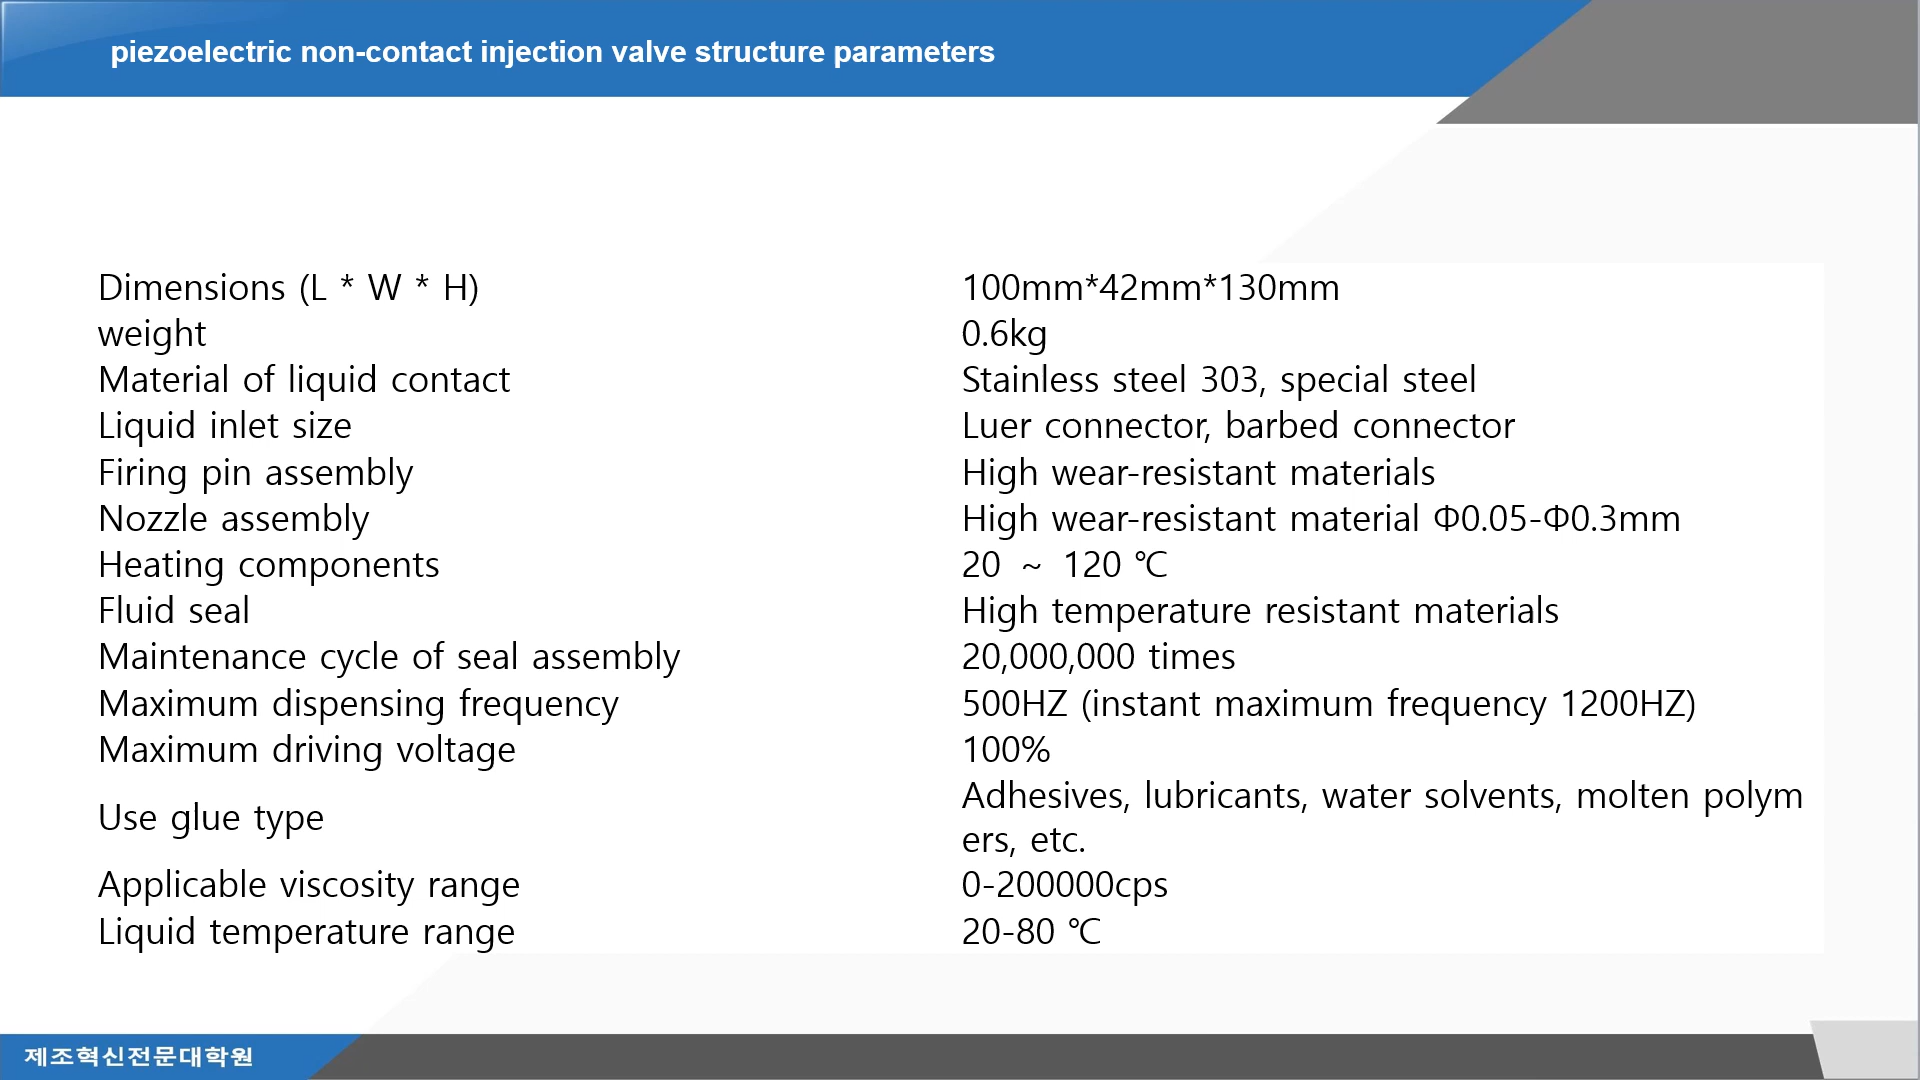 piezoelectric non-contact injection valve structure parameters
Dimensions (L * W * H) 100mm*42mm*130mm
weight 0.6kg
Material of liquid contact Stainless steel 303, special steel
Liquid inlet size Luer connector, barbed connector
Firing pin assembly High wear-resistant materials
Nozzle assembly High wear-resistant material Φ0.05-Φ0.3mm
Heating components 20 ~ 120 ℃
Fluid seal High temperature resistant materials
Maintenance cycle of seal assembly 20,000,000 times
Maximum dispensing frequency 500HZ (instant maximum frequency 1200HZ)
Maximum driving voltage 100%
Use glue type Adhesives, lubricants, water solvents, molten polym
ers, etc.
Applicable viscosity range 0-200000cps
Liquid temperature range 20-80 ℃
제조혁신전문대학원